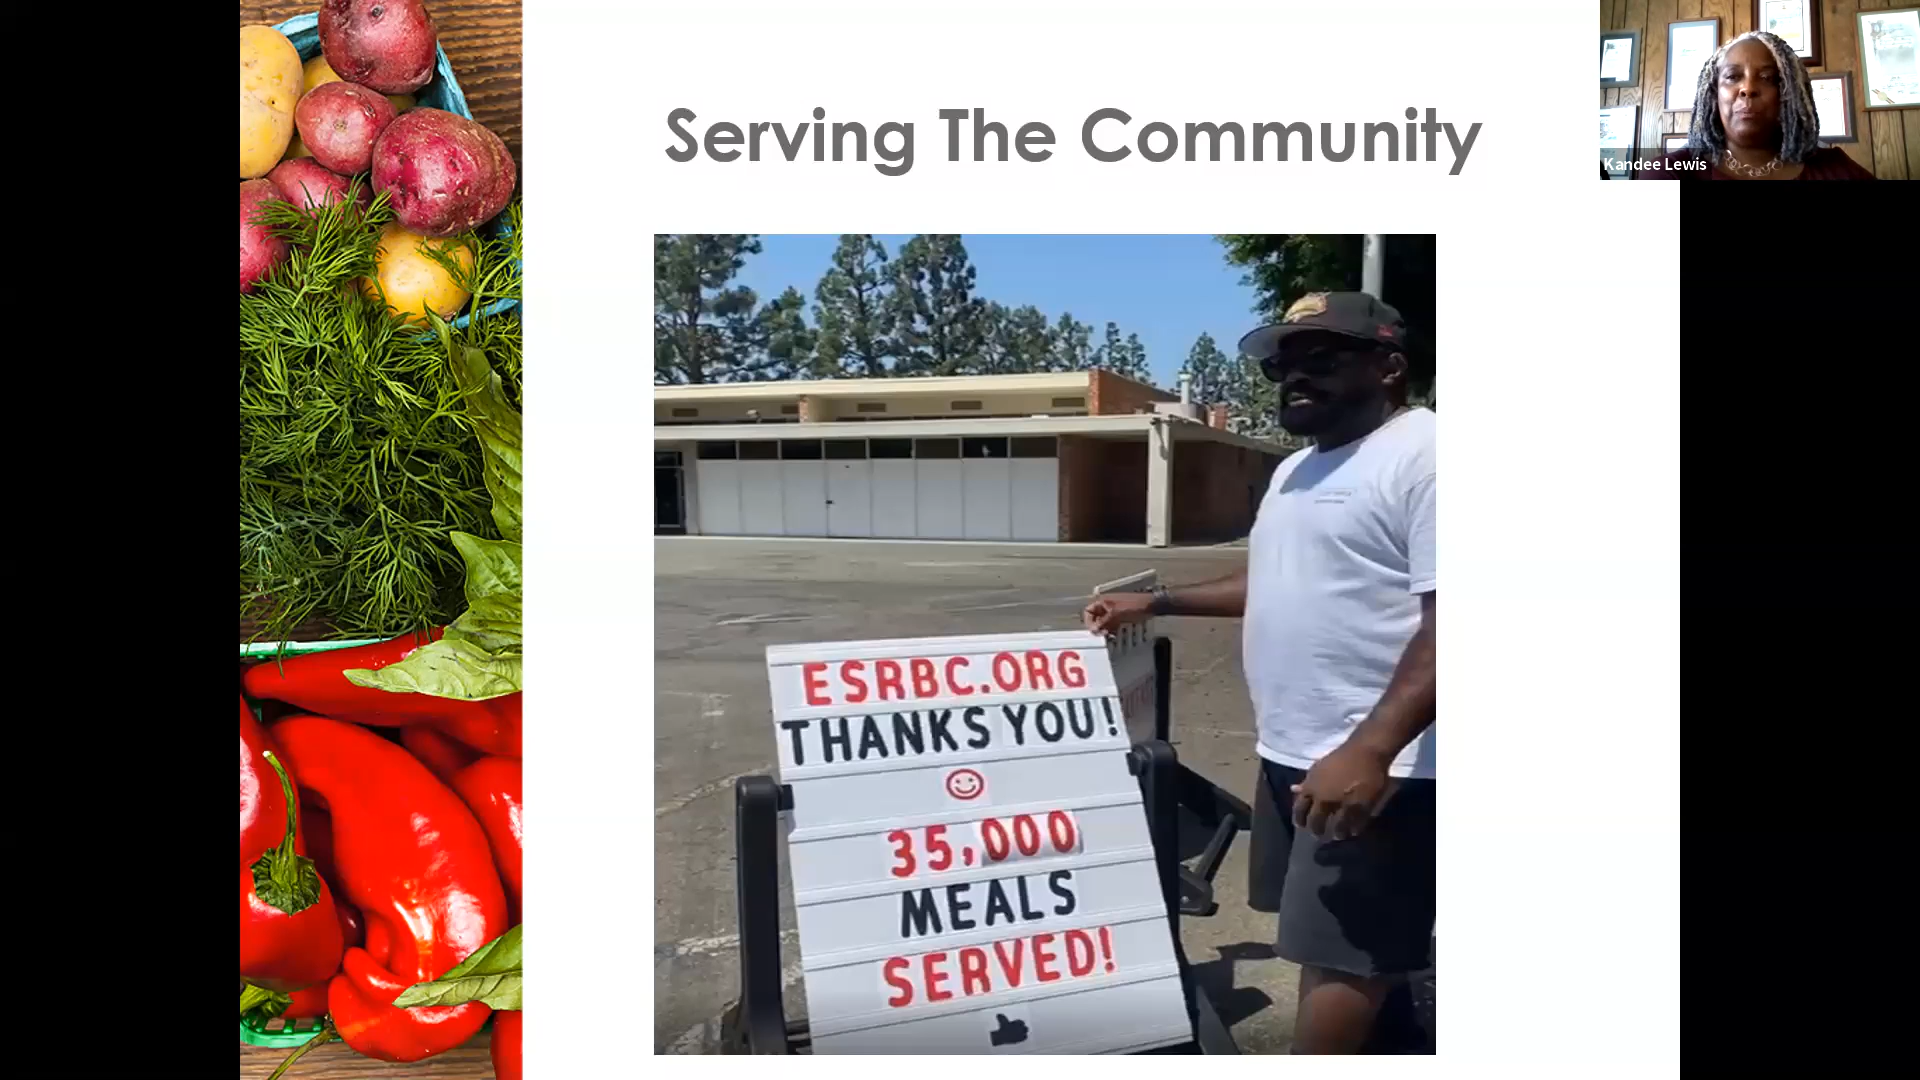 Serving The Community
Kandee Lewis
ESRBC.ORG
THANKS YOU!
35,000
MEALS
SERVED!